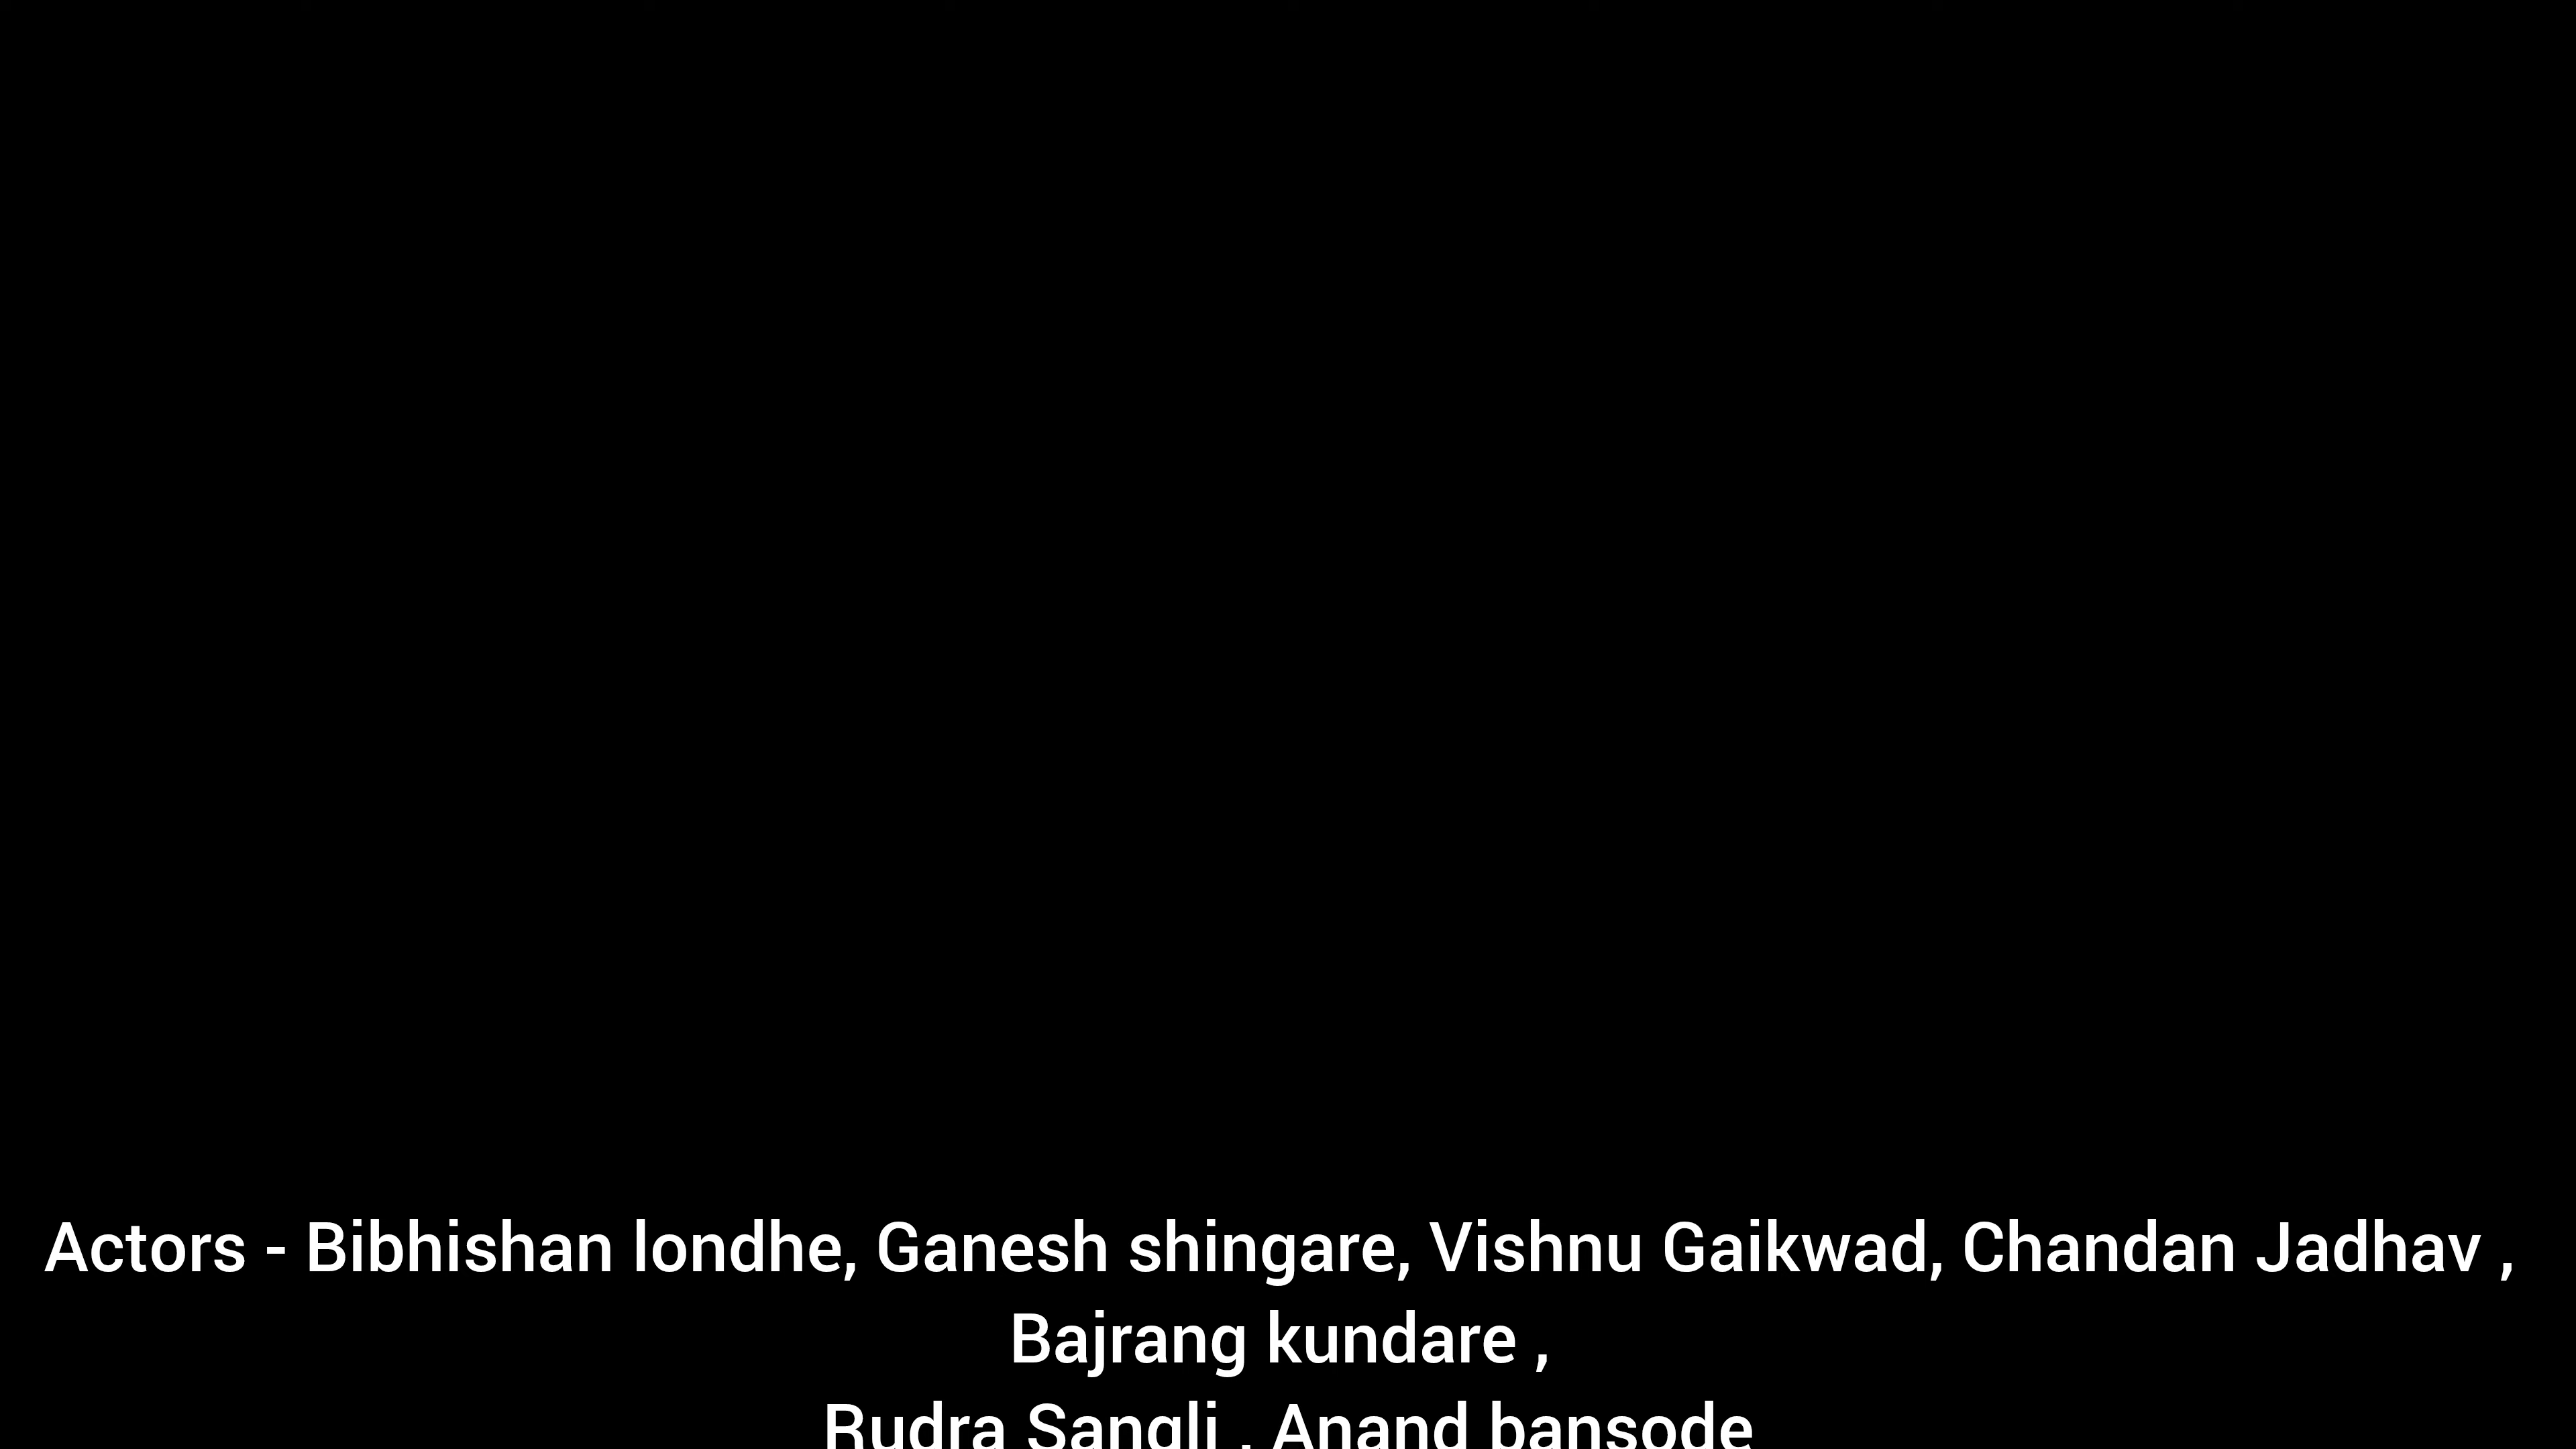 Actors - Bibhishan londhe, Ganesh shingare, Vishnu Gaikwad, Chandan Jadhav ,
Bajrang kundare ,
Rudra Sangli , Anand bansode